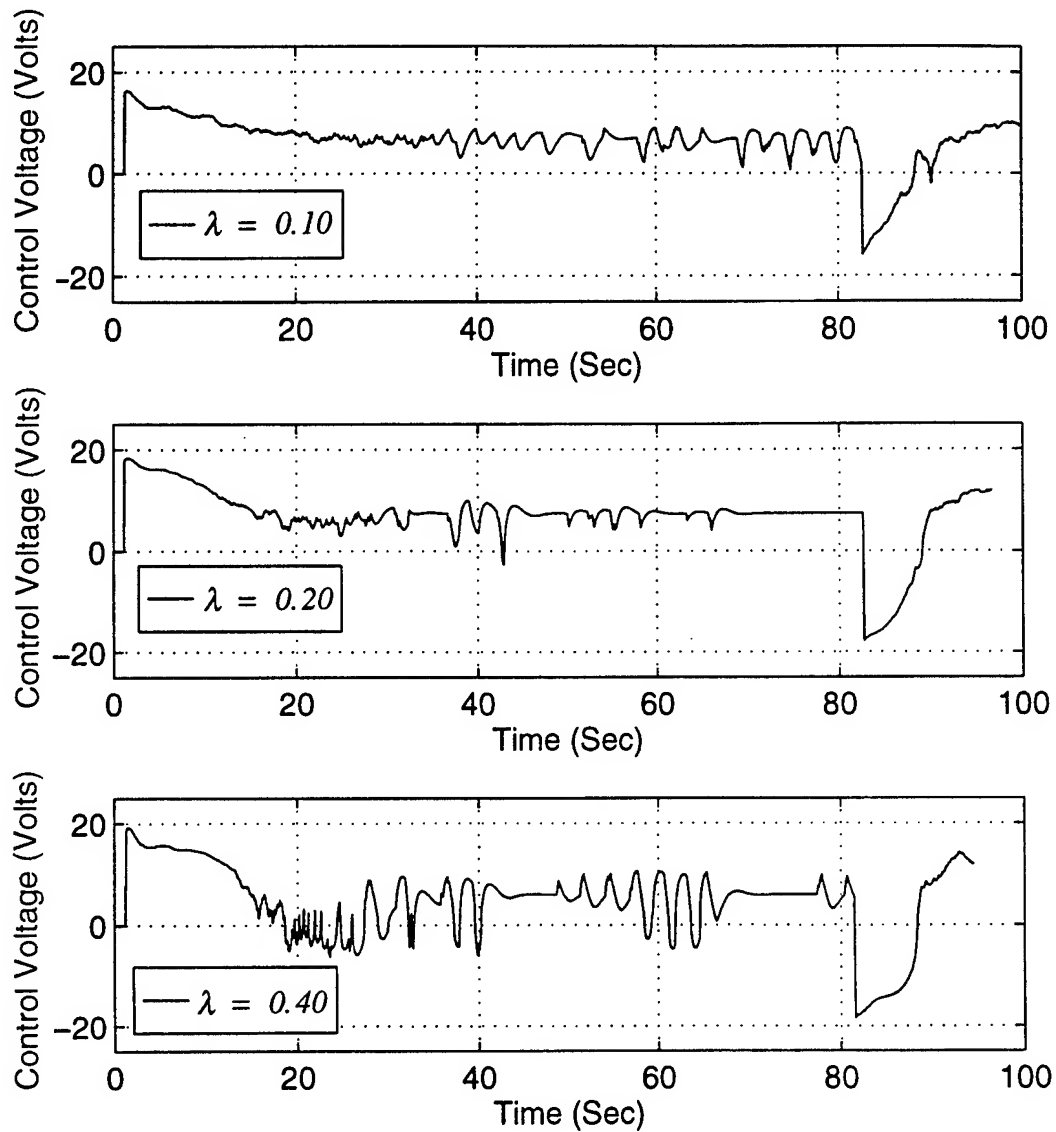 Control Voltage (Volts)
20
0
−20
λ = 0.10
0 20 40 60 80 100
Time (Sec)
Control Voltage (Volts)
20
0
−20
λ = 0.20
0 20 40 60 80 100
Time (Sec)
Control Voltage (Volts)
20
0
−20
λ = 0.40
0 20 40 60 80 100
Time (Sec)